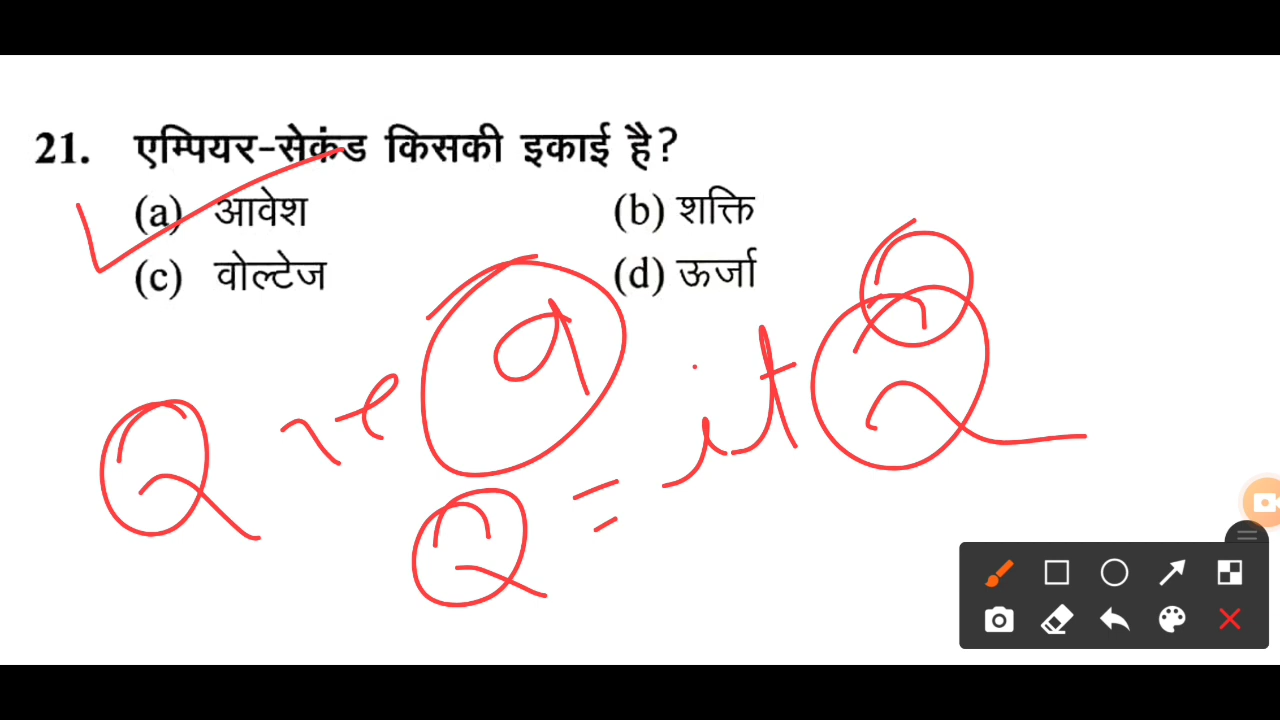 21. एम्पियर-सेकंड किसकी इकाई है?
(a) आवेश (b) शक्ति
(c) वोल्टेज (d) ऊर्जा
Q = it